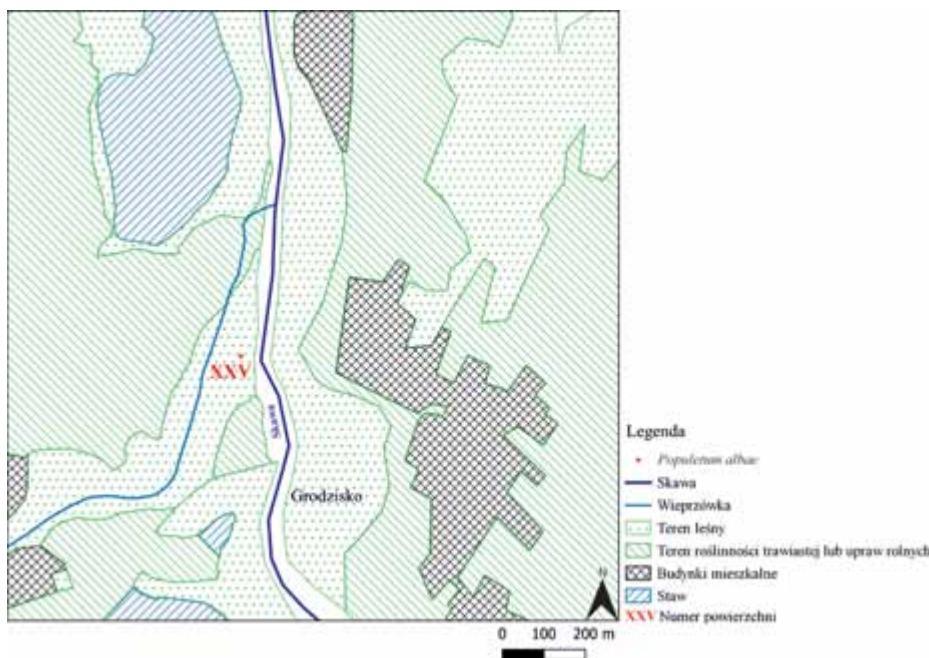 XXV
Skawa
Grodzisko
N
0 100 200 m
Legenda
Populetum albae
Skawa
Wieprzówka
Teren leśny
Teren roślinności trawiastej lub upraw rolnych
Budynki mieszkalne
Staw
XXV Numer powierzchni